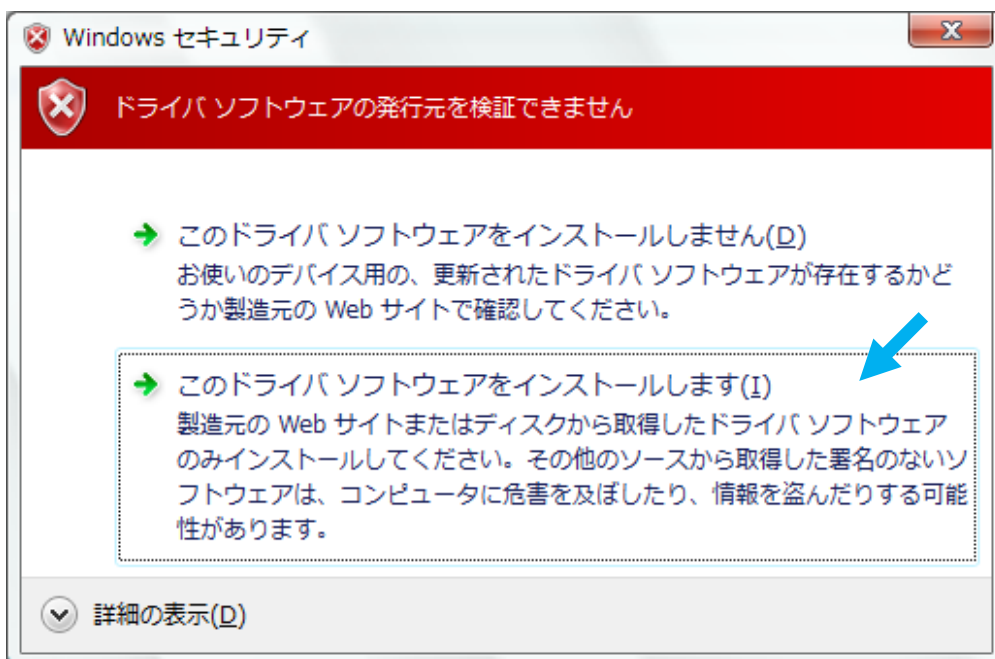 Windows セキュリティ
ドライバ ソフトウェアの発行元を検証できません
このドライバ ソフトウェアをインストールしません(D)
お使いのデバイス用の、更新されたドライバ ソフトウェアが存在するかど
うか製造元の Web サイトで確認してください。
このドライバ ソフトウェアをインストールします(I)
製造元の Web サイトまたはディスクから取得したドライバ ソフトウェア
のみインストールしてください。その他のソースから取得した署名のないソ
フトウェアは、コンピュータに危害を及ぼしたり、情報を盗んだりする可能
性があります。
詳細の表示(D)